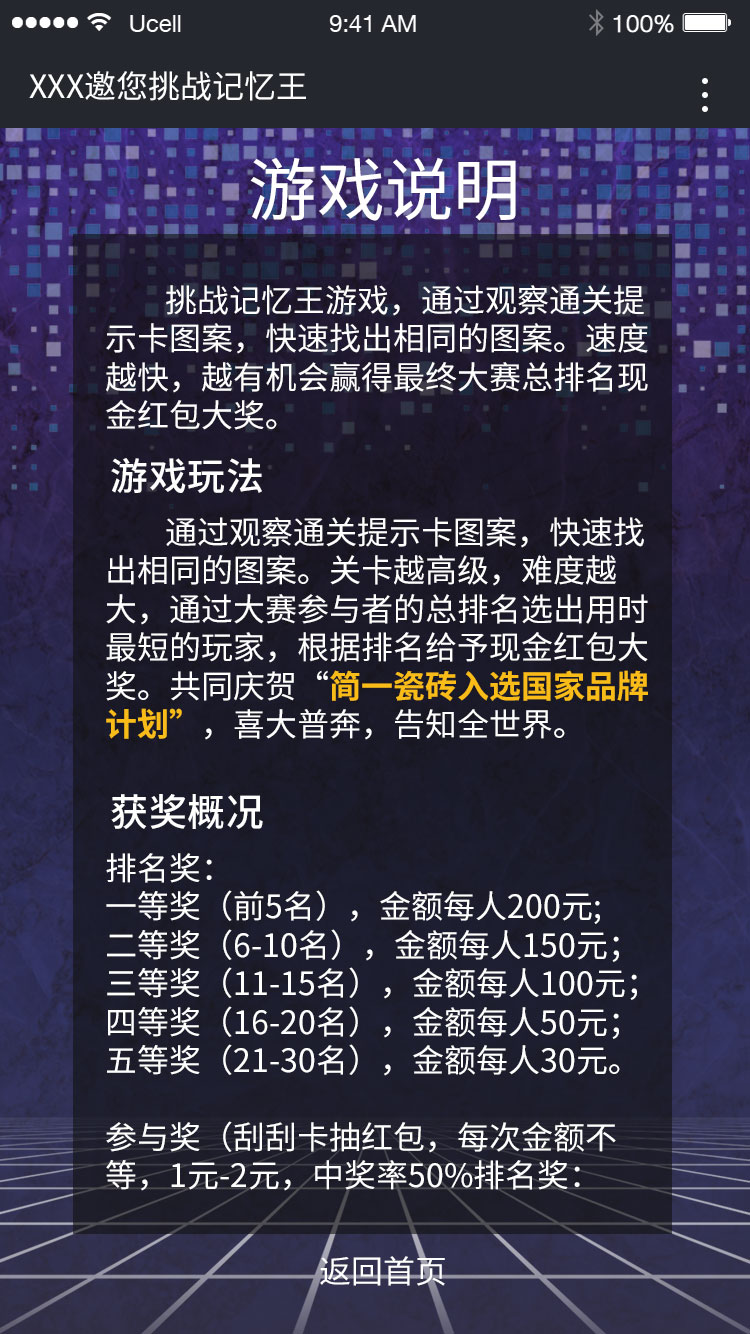 Ucell
9:41 AM
100%
XXX邀您挑战记忆王
游戏说明
挑战记忆王游戏，通过观察通关提
示卡图案，快速找出相同的图案。速度
越快，越有机会赢得最终大赛总排名现
金红包大奖。
游戏玩法
通过观察通关提示卡图案，快速找
出相同的图案。关卡越高级，难度越
大，通过大赛参与者的总排名选出用时
最短的玩家，根据排名给予现金红包大
奖。共同庆贺“简一瓷砖入选国家品牌
计划”，喜大普奔，告知全世界。
获奖概况
排名奖：
一等奖（前5名），金额每人200元;
二等奖（6-10名），金额每人150元；
三等奖（11-15名），金额每人100元；
四等奖（16-20名），金额每人50元；
五等奖（21-30名），金额每人30元。
参与奖（刮刮卡抽红包，每次金额不
等，1元-2元，中奖率50%排名奖：
返回首页